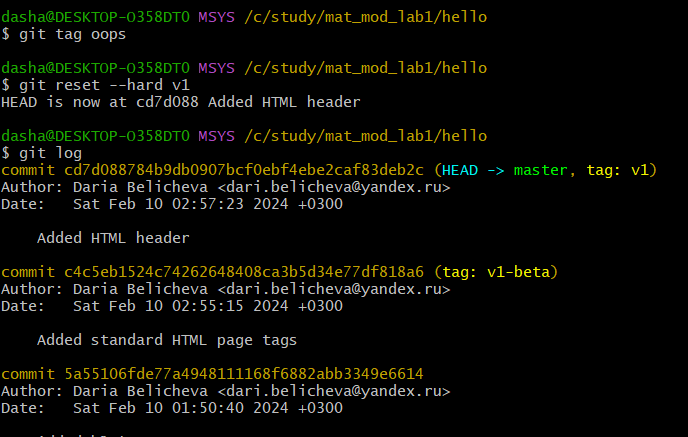 dasha@DESKTOP-O358DT0 MSYS /c/study/mat_mod_lab1/hello
$ git tag oops
dasha@DESKTOP-O358DT0 MSYS /c/study/mat_mod_lab1/hello
$ git reset --hard v1
HEAD is now at cd7d088 Added HTML header
dasha@DESKTOP-O358DT0 MSYS /c/study/mat_mod_lab1/hello
$ git log
commit cd7d088784b9db0907bcf0ebf4ebe2caf83deb2c (HEAD -> master, tag: v1)
Author: Daria Belicheva <dari.belicheva@yandex.ru>
Date:   Sat Feb 10 02:57:23 2024 +0300
Added HTML header
commit c4c5eb1524c74262648408ca3b5d34e77df818a6 (tag: v1-beta)
Author: Daria Belicheva <dari.belicheva@yandex.ru>
Date:   Sat Feb 10 02:55:15 2024 +0300
Added standard HTML page tags
commit 5a55106fde77a4948111168f6882abb3349e6614
Author: Daria Belicheva <dari.belicheva@yandex.ru>
Date:   Sat Feb 10 01:50:40 2024 +0300